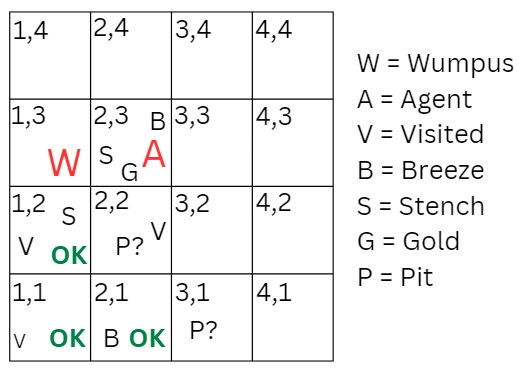 1,4 2,4 3,4 4,4
W = Wumpus
A = Agent
1,3 2,3 B 3,3 4,3
V = Visited
W S G A
B = Breeze
S = Stench
1,2 S 2,2 3,2 4,2
G = Gold
V OK P? V
P = Pit
1,1 2,1 3,1 4,1
V OK B OK P?